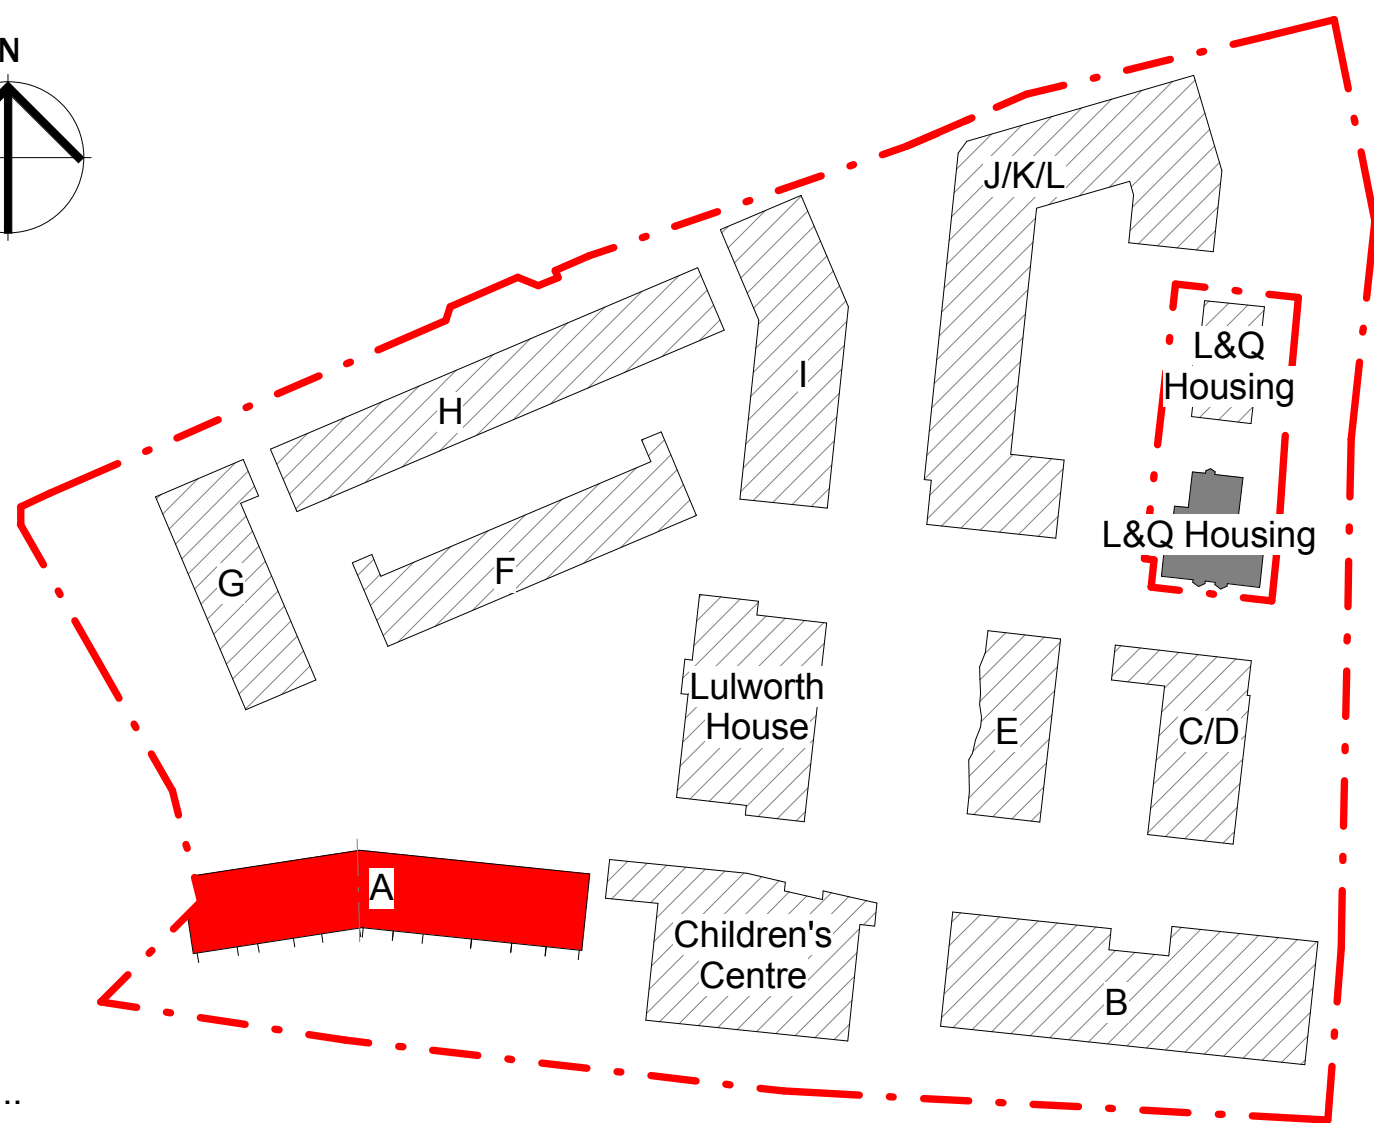 N
J/K/L
L&Q
Housing
I
H
L&Q Housing
F
G
Lulworth
House
E
C/D
A
Children's
Centre
B
..